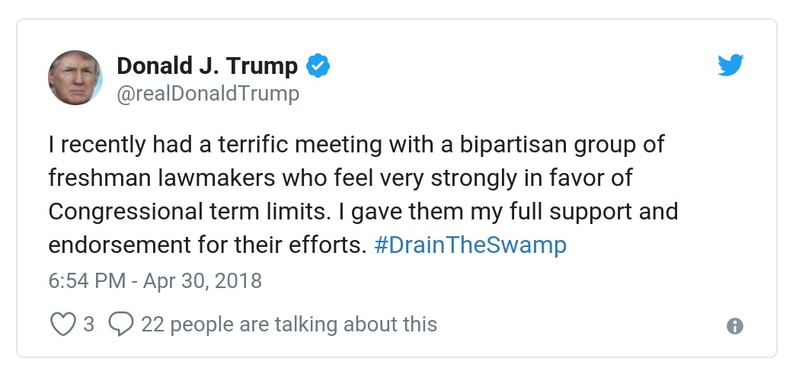 Donald J. Trump
@realDonaldTrump
I recently had a terrific meeting with a bipartisan group of
freshman lawmakers who feel very strongly in favor of
Congressional term limits. I gave them my full support and
endorsement for their efforts. #DrainTheSwamp
6:54 PM - Apr 30, 2018
3 22 people are talking about this